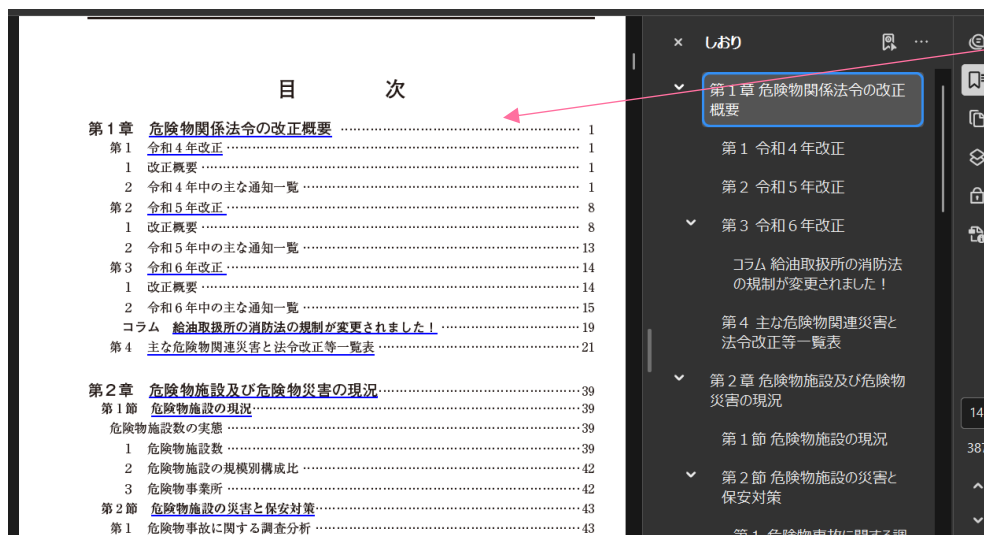 目 次
第1章 危険物関係法令の改正概要 …… 1
第1 令和4年改正 …… 1
1 改正概要 …… 1
2 令和4年中の主な通知一覧 …… 1
第2 令和5年改正 …… 8
1 改正概要 …… 8
2 令和5年中の主な通知一覧 …… 13
第3 令和6年改正 …… 14
1 改正概要 …… 14
2 令和6年中の主な通知一覧 …… 15
コラム 給油取扱所の消防法の規制が変更されました! …… 19
第4 主な危険物関連災害と法令改正等一覧表 …… 21
第2章 危険物施設及び危険物災害の現況 …… 39
第1節 危険物施設の現況 …… 39
危険物施設数の実態 …… 39
1 危険物施設数 …… 39
2 危険物施設の規模別構成比 …… 42
3 危険物事業所 …… 42
第2節 危険物施設の災害と保安対策 …… 43
第1 危険物事故に関する調査分析 …… 43
しおり
第1章 危険物関係法令の改正
概要
第1 令和4年改正
第2 令和5年改正
第3 令和6年改正
コラム 給油取扱所の消防法
の規制が変更されました!
第4 主な危険物関連災害と
法令改正等一覧表
第2章 危険物施設及び危険物
災害の現況
第1節 危険物施設の現況
第2節 危険物施設の災害と
保安対策
第1 危険物事故に関する調
14
387